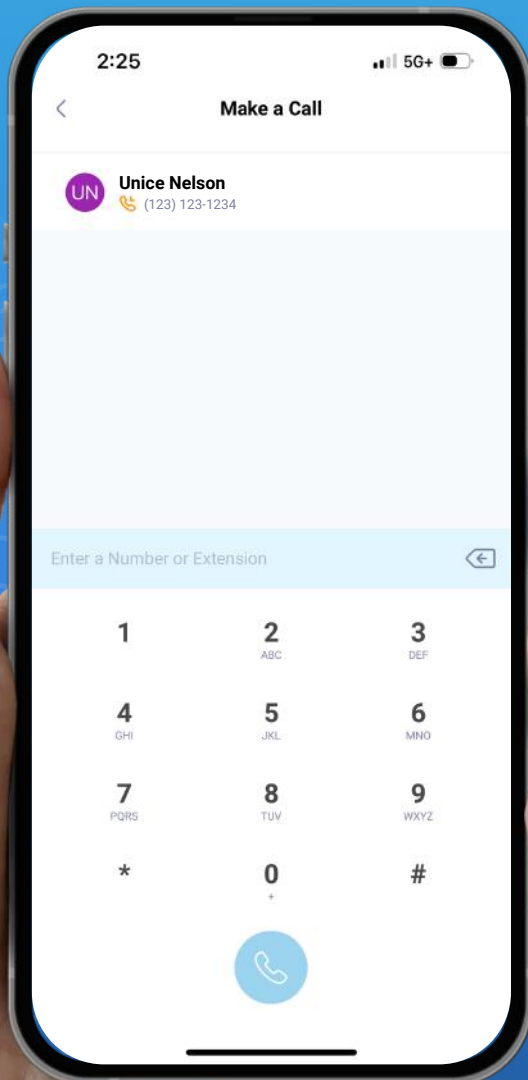 2:25 5G+
Make a Call
UN Unice Nelson
(123) 123-1234
Enter a Number or Extension
1 2 3
ABC DEF
4 5 6
GHI JKL MNO
7 8 9
PQRS TUV WXYZ
* 0 #
+